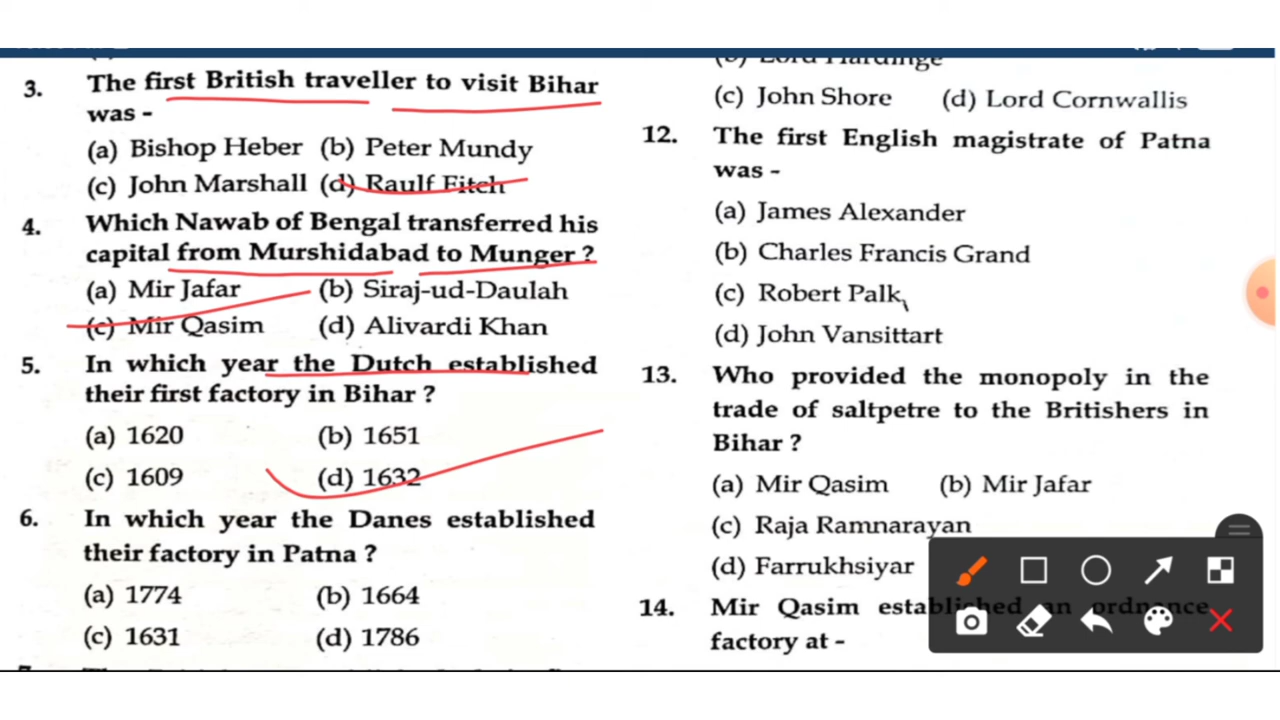 3. The first British traveller to visit Bihar
was -
(a) Bishop Heber (b) Peter Mundy
(c) John Marshall (d) Raulf Fitch
4. Which Nawab of Bengal transferred his
capital from Murshidabad to Munger ?
(a) Mir Jafar (b) Siraj-ud-Daulah
(c) Mir Qasim (d) Alivardi Khan
5. In which year the Dutch established
their first factory in Bihar ?
(a) 1620 (b) 1651
(c) 1609 (d) 1632
6. In which year the Danes established
their factory in Patna ?
(a) 1774 (b) 1664
(c) 1631 (d) 1786
(b) Lord Hardinge
(c) John Shore (d) Lord Cornwallis
12. The first English magistrate of Patna
was -
(a) James Alexander
(b) Charles Francis Grand
(c) Robert Palk
(d) John Vansittart
13. Who provided the monopoly in the
trade of saltpetre to the Britishers in
Bihar ?
(a) Mir Qasim (b) Mir Jafar
(c) Raja Ramnarayan
(d) Farrukhsiyar
14. Mir Qasim established an ordnance
factory at -